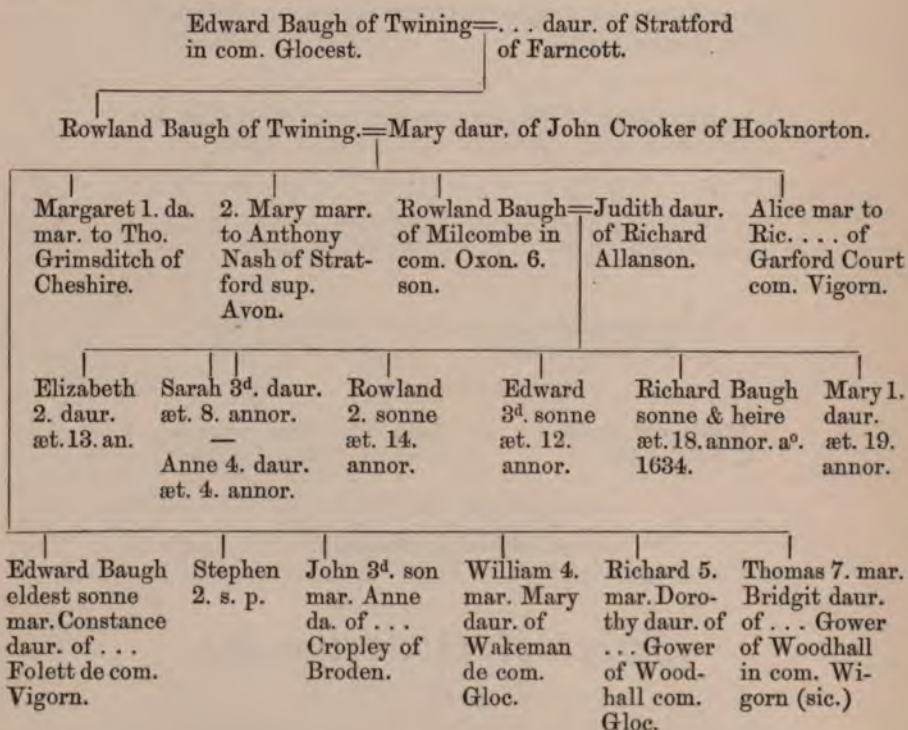 Edward Baugh of Twining=. . . daur. of Stratford
in com. Glocest. of Farncott.
Rowland Baugh of Twining.=Mary daur. of John Crooker of Hooknorton.
Margaret 1. da.
mar. to Tho.
Grimsditch of
Cheshire.
2. Mary marr.
to Anthony
Nash of Strat-
ford sup.
Avon.
Rowland Baugh=Judith daur.
of Milcombe in
com. Oxon. 6.
son.
of Richard
Allanson.
Alice mar to
Ric. . . . of
Garford Court
com. Vigorn.
Elizabeth
2. daur.
æt. 13. an.
Sarah 3d. daur.
æt. 8. annor.
—
Anne 4. daur.
æt. 4. annor.
Rowland
2. sonne
æt. 14.
annor.
Edward
3d. sonne
æt. 12.
annor.
Richard Baugh
sonne & heire
æt. 18. annor. ao.
1634.
Mary 1.
daur.
æt. 19.
annor.
Edward Baugh
eldest sonne
mar. Constance
daur. of . . .
Folett de com.
Vigorn.
Stephen
2. s. p.
John 3d. son
mar. Anne
da. of . . .
Cropley of
Broden.
William 4.
mar. Mary
daur. of
Wakeman
de com.
Gloc.
Richard 5.
mar. Doro-
thy daur. of
. . . Gower
of Wood-
hall com.
Gloc.
Thomas 7. mar.
Bridgit daur.
of . . . Gower
of Woodhall
in com. Wi-
gorn (sic.)